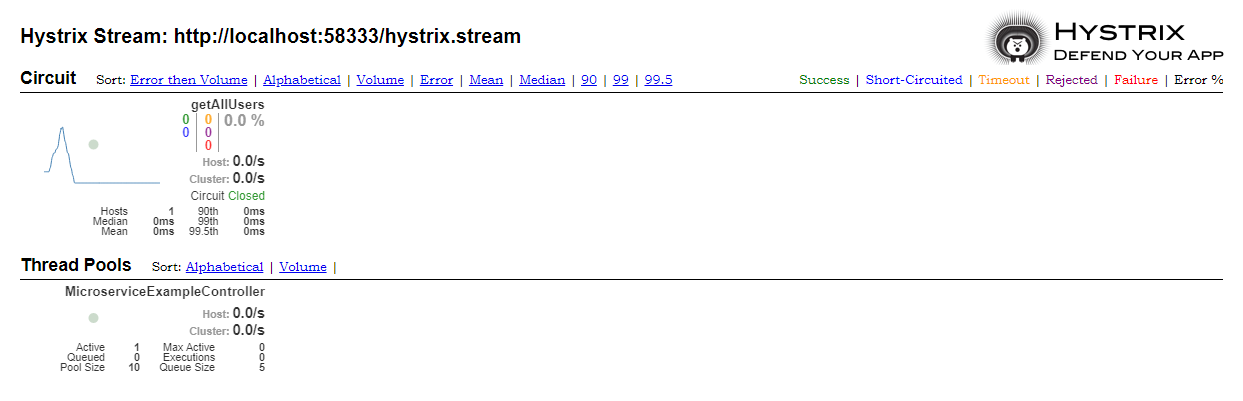 Hystrix Stream: http://localhost:58333/hystrix.stream
HYSTRIX
DEFEND YOUR APP
Circuit Sort: Error then Volume | Alphabetical | Volume | Error | Mean | Median | 90 | 99 | 99.5
Success | Short-Circuited | Timeout | Rejected | Failure | Error %
getAllUsers
0 0 0.0 %
0 0
0
Host: 0.0/s
Cluster: 0.0/s
Circuit Closed
Hosts 1 90th 0ms
Median 0ms 99th 0ms
Mean 0ms 99.5th 0ms
Thread Pools Sort: Alphabetical | Volume |
MicroserviceExampleController
Host: 0.0/s
Cluster: 0.0/s
Active 1 Max Active 0
Queued 0 Executions 0
Pool Size 10 Queue Size 5